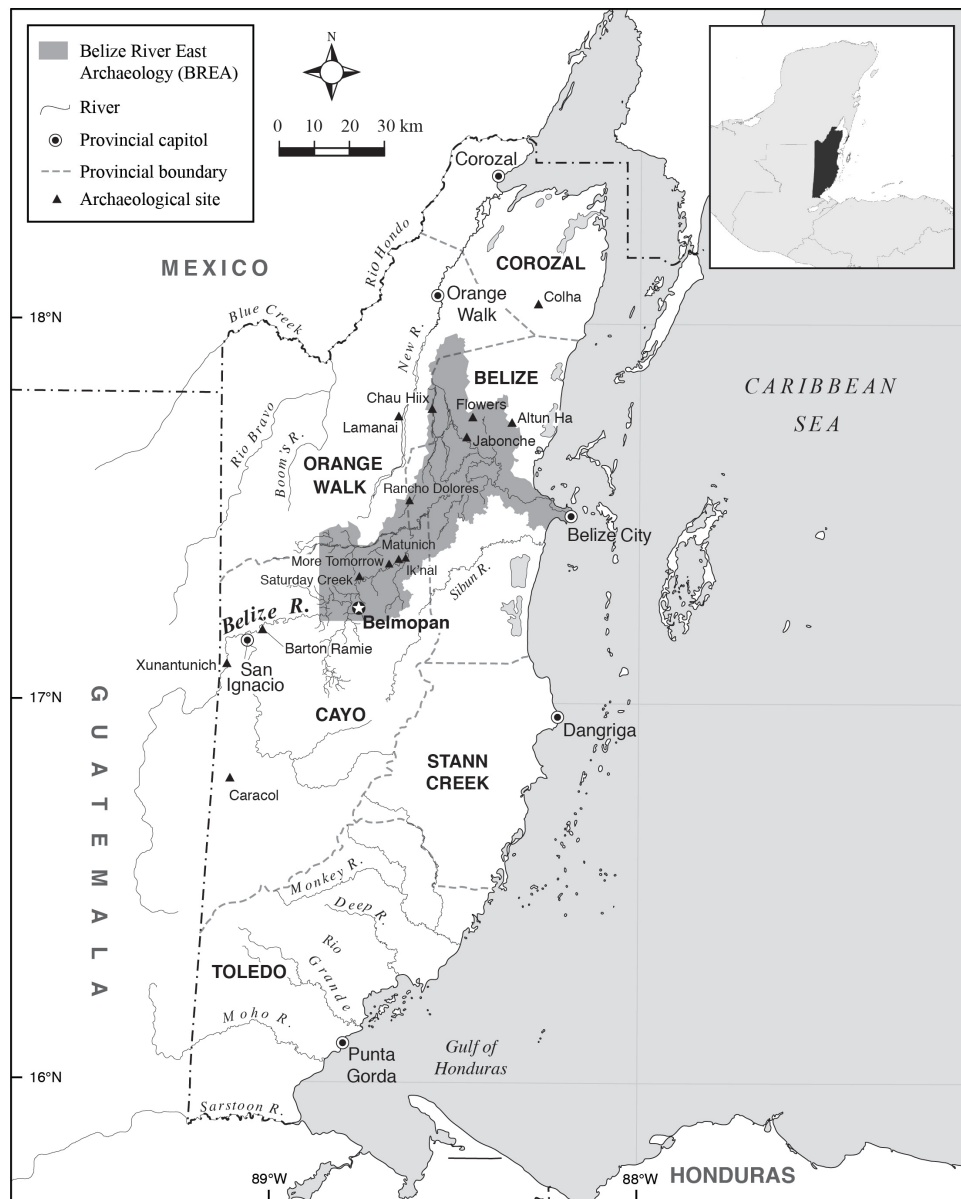 Belize River East
Archaeology (BREA)
River
Provincial capitol
Provincial boundary
Archaeological site
N
0 10 20 30 km
Corozal
MEXICO
Rio Hondo
COROZAL
Orange
Walk
Colha
Blue Creek
18°N
New R.
BELIZE
CARIBBEAN
SEA
Chau Hiix
Flowers
Altun Ha
Lamanai
Jabonche
Rio Bravo
Boom's R.
ORANGE
WALK
Rancho Dolores
Belize City
Matunich
More Tomorrow
Ik'nal
Saturday Creek
Sibun R.
Belize R.
Belmopan
Barton Ramie
Xunantunich
San
Ignacio
17°N
CAYO
Dangriga
GUATEMALA
STANN
CREEK
Caracol
Monkey R.
Deep R.
Rio
Grande
TOLEDO
Moho R.
Punta
Gorda
Gulf of
Honduras
16°N
Sarstoon R.
89°W
88°W
HONDURAS